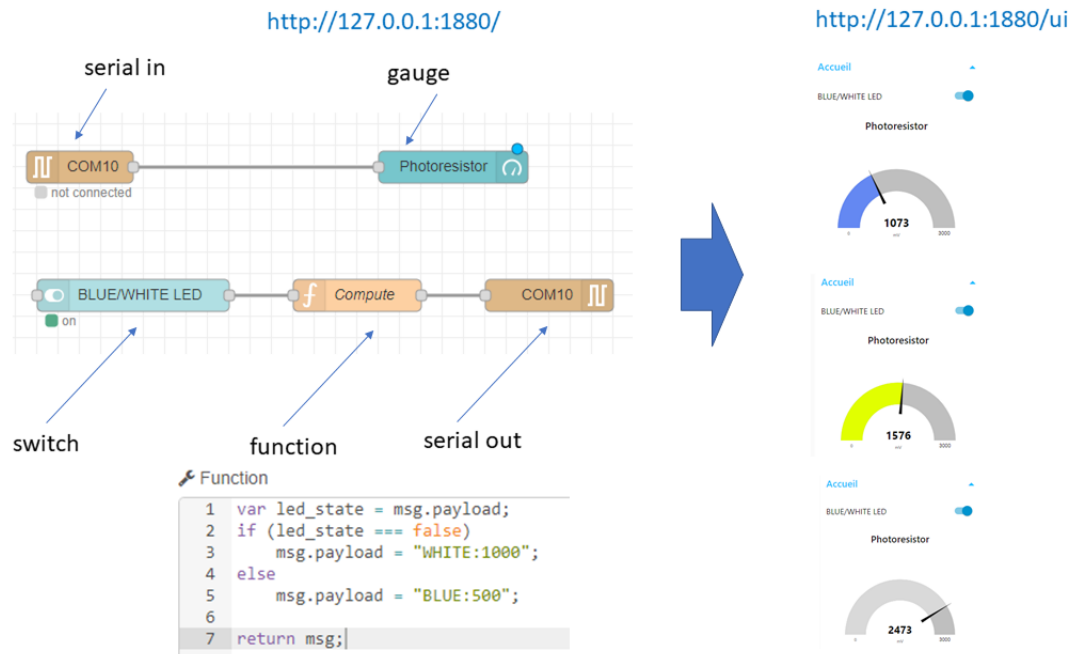 http://127.0.0.1:1880/
http://127.0.0.1:1880/ui
serial in
gauge
COM10
Photoresistor
not connected
BLUE/WHITE LED
Compute
COM10
on
switch
function
serial out
Function
1 var led_state = msg.payload;
2 if (led_state === false)
3 msg.payload = "WHITE:1000";
4 else
5 msg.payload = "BLUE:500";
6
7 return msg;
Accueil
BLUE/WHITE LED
Photoresistor
1073
0
3000
Accueil
BLUE/WHITE LED
Photoresistor
1576
0
3000
Accueil
BLUE/WHITE LED
Photoresistor
2473
0
3000